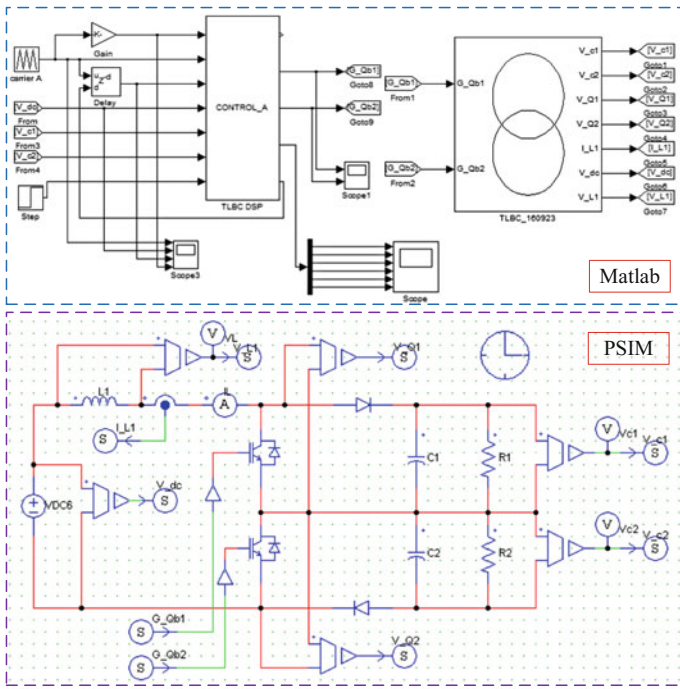 carrier A
K-
Gain
u
d
Z-d
Delay
[V_dc]
From
[V_c1]
From3
[V_c2]
From4
Step
CONTROL_A
TLBC DSP
Scope3
[G_Qb1]
Goto8
[G_Qb2]
Goto9
Scope1
Scope
[G_Qb1]
From1
[G_Qb2]
From2
G_Qb1
G_Qb2
V_c1
V_c2
V_Q1
V_Q2
I_L1
V_dc
V_L1
TLBC_160923
[V_c1]
Goto1
[V_c2]
Goto2
[V_Q1]
Goto3
[V_Q2]
Goto4
[I_L1]
Goto5
[V_dc]
Goto6
[V_L1]
Goto7
Matlab
PSIM
V
VL
V_L1
S
V_Q1
S
L1
IL
A
I_L1
S
V_dc
S
VDC6
C1
R1
V
Vc1
V_c1
S
C2
R2
V
Vc2
V_c2
S
G_Qb1
S
G_Qb2
S
V_Q2
S